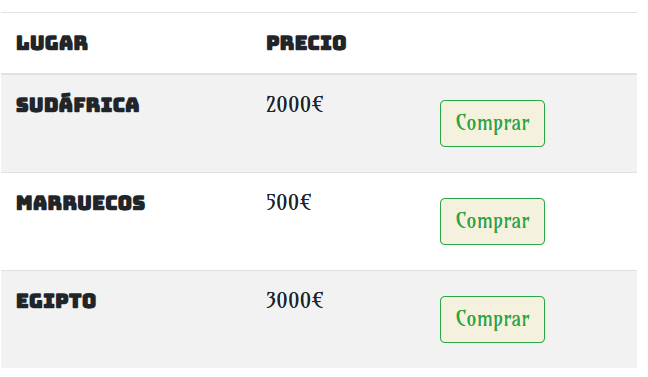 LUGAR PRECIO
SUDÁFRICA 2000€ Comprar
MARRUECOS 500€ Comprar
EGIPTO 3000€ Comprar